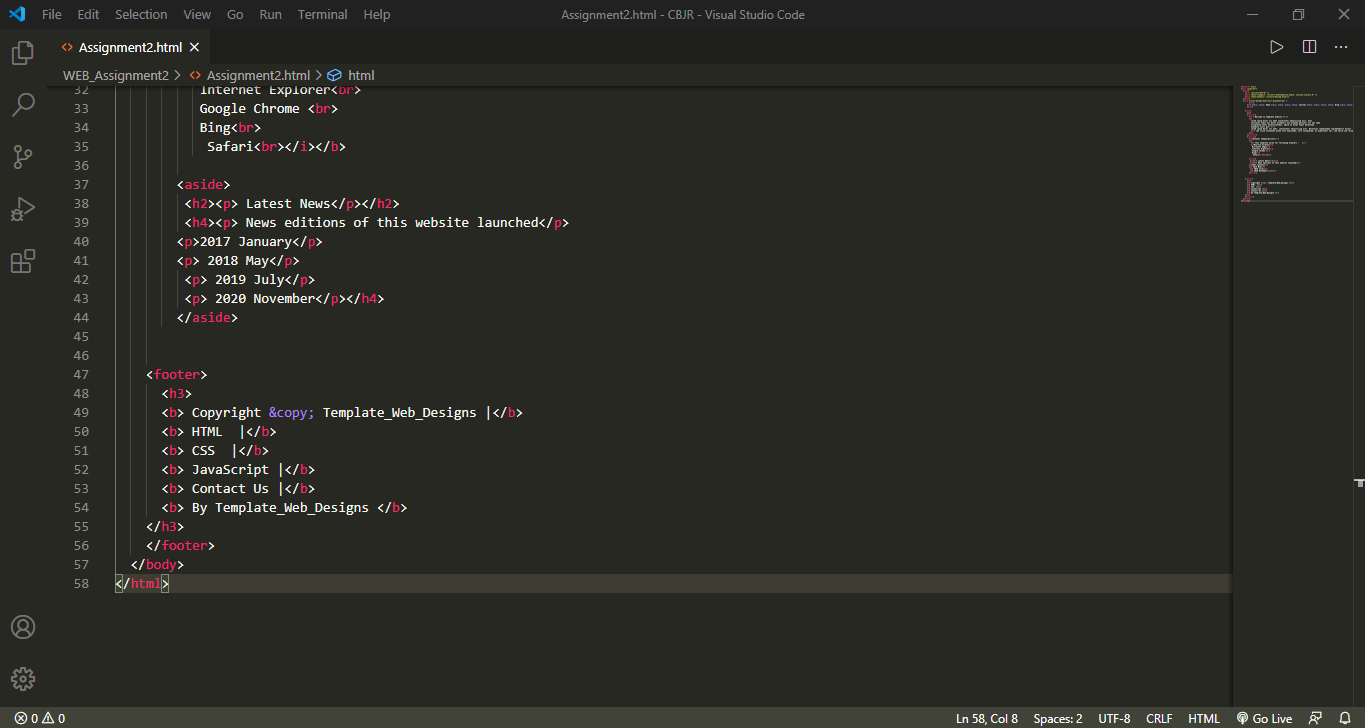 File Edit Selection View Go Run Terminal Help Assignment2.html - CBJR - Visual Studio Code
<> Assignment2.html ×
WEB_Assignment2 > <> Assignment2.html > html
32 Internet Explorer<br>
33 Google Chrome <br>
34 Bing<br>
35 Safari<br></i></b>
36
37 <aside>
38 <h2><p> Latest News</p></h2>
39 <h4><p> News editions of this website launched</p>
40 <p>2017 January</p>
41 <p> 2018 May</p>
42 <p> 2019 July</p>
43 <p> 2020 November</p></h4>
44 </aside>
45
46
47 <footer>
48 <h3>
49 <b> Copyright &copy; Template_Web_Designs |</b>
50 <b> HTML  |</b>
51 <b> CSS  |</b>
52 <b> JavaScript |</b>
53 <b> Contact Us |</b>
54 <b> By Template_Web_Designs </b>
55 </h3>
56 </footer>
57 </body>
58 </html>
0 0 Ln 58, Col 8 Spaces: 2 UTF-8 CRLF HTML Go Live